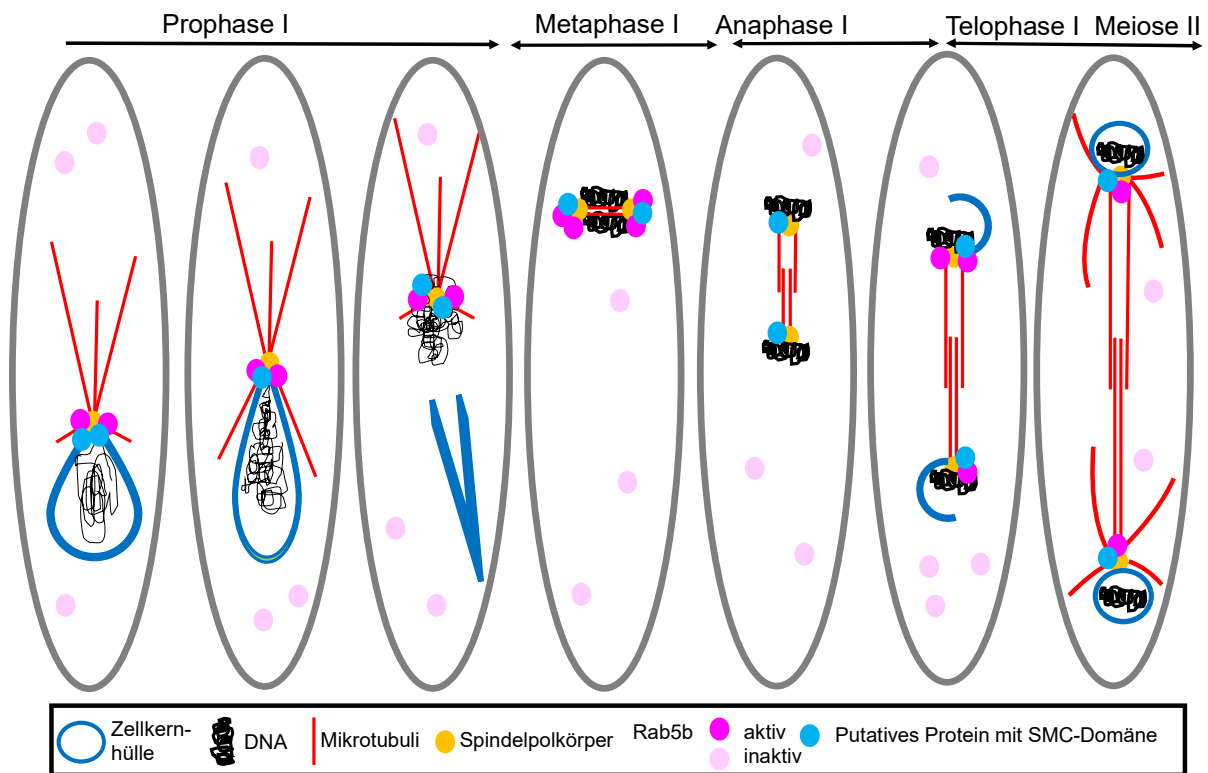 Prophase I Metaphase I Anaphase I Telophase I Meiose II
Zellkern-
hülle
DNA
Mikrotubuli
Spindelpolkörper
Rab5b
aktiv
inaktiv
Putatives Protein mit SMC-Domäne